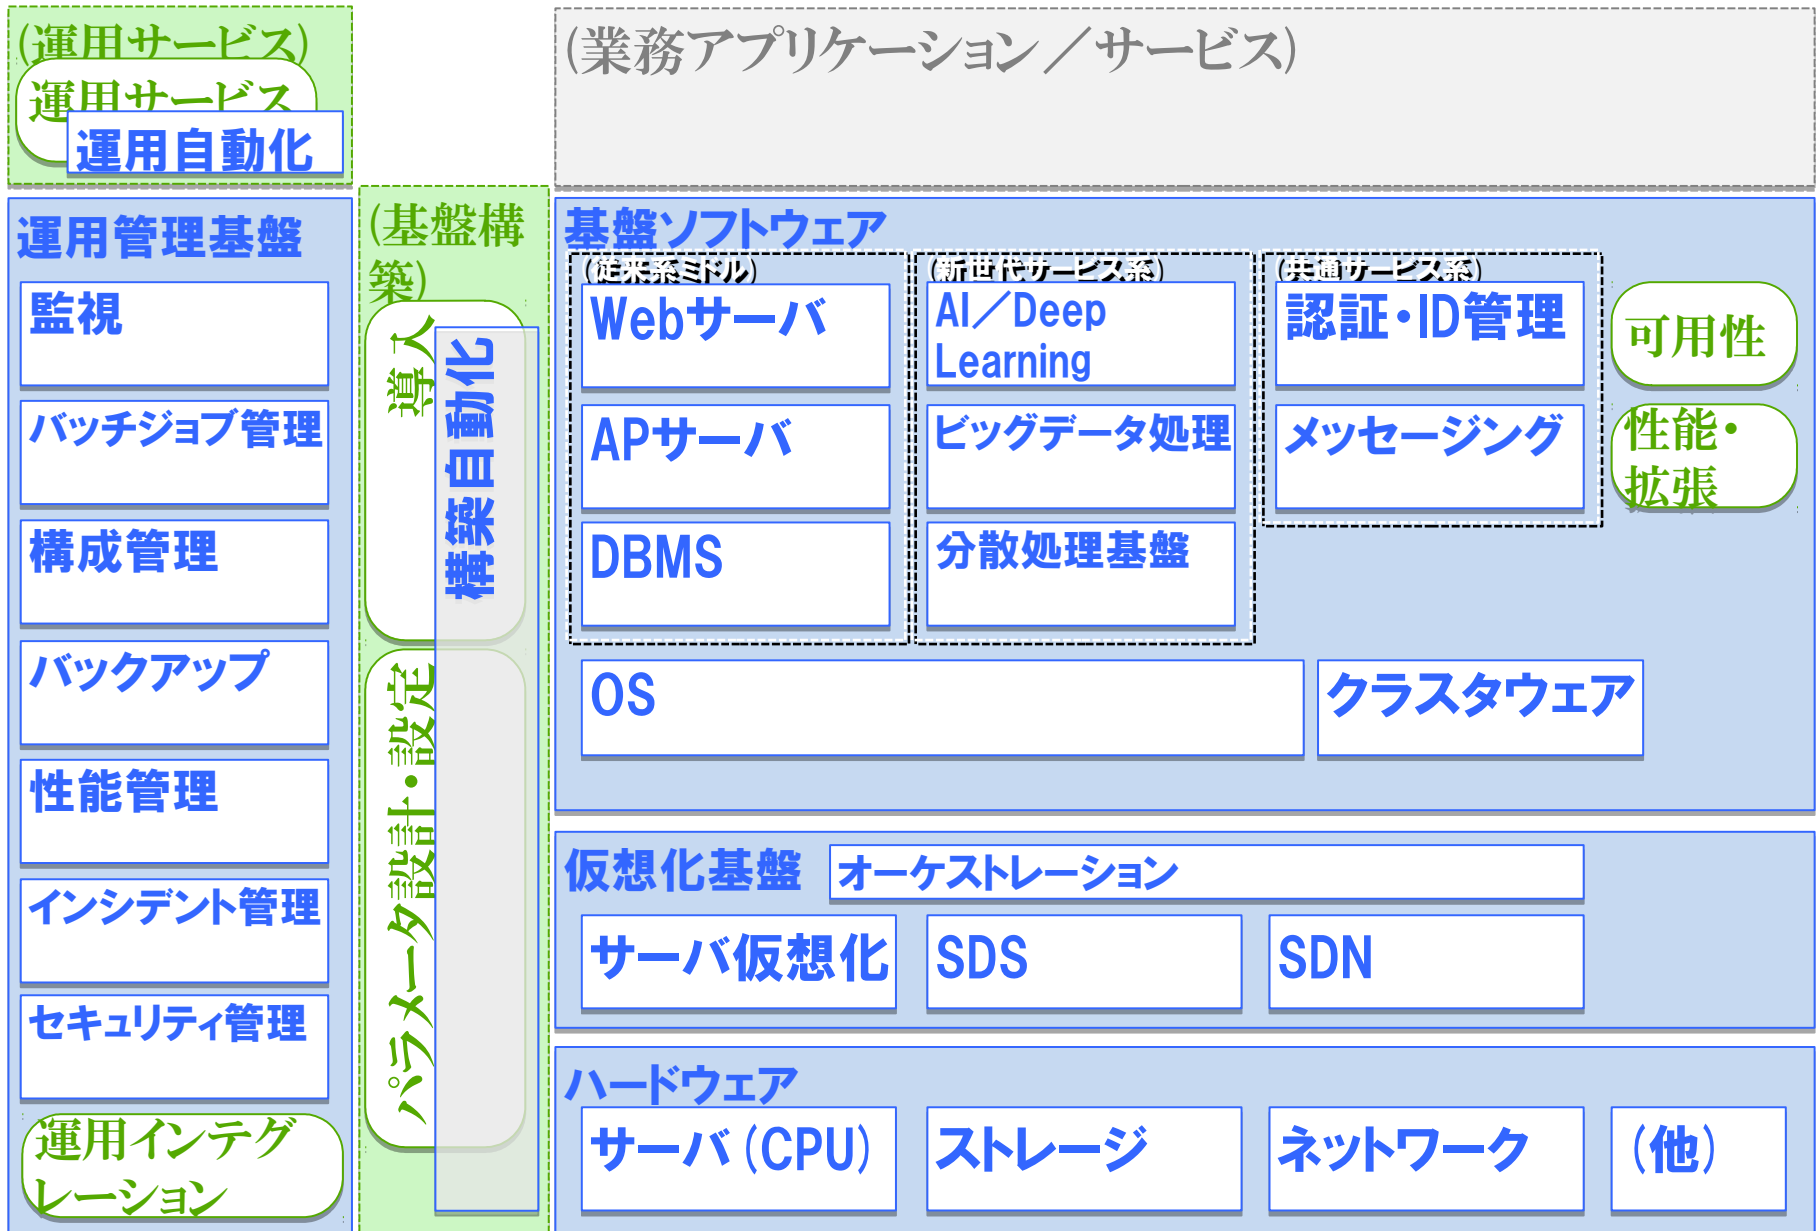 (運用サービス)
運用サービス
運用自動化
(業務アプリケーション／サービス)
運用管理基盤
監視
バッチジョブ管理
構成管理
バックアップ
性能管理
インシデント管理
セキュリティ管理
運用インテグ
レーション
(基盤構
築)
導入
構築自動化
パラメータ設計・設定
基盤ソフトウェア
(従来系ミドル)
Webサーバ
APサーバ
DBMS
(新世代サービス系)
AI／Deep
Learning
ビッグデータ処理
分散処理基盤
(共通サービス系)
認証・ID管理
メッセージング
可用性
性能・
拡張
OS
クラスタウェア
仮想化基盤
オーケストレーション
サーバ仮想化
SDS
SDN
ハードウェア
サーバ(CPU)
ストレージ
ネットワーク
(他)